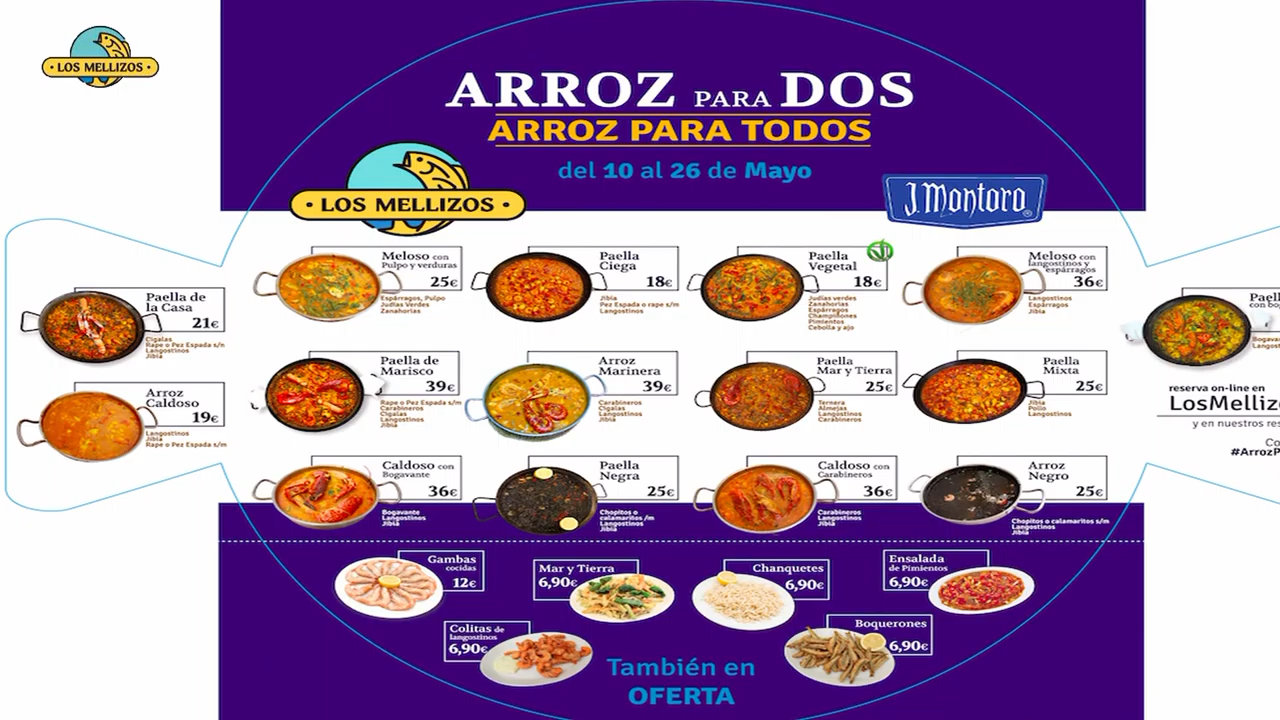 • LOS MELLIZOS •
ARROZ PARA DOS
ARROZ PARA TODOS
del 10 al 26 de Mayo
• LOS MELLIZOS •
J. Montoro
Paella de
la Casa
21€
Cigalas
Rape o Pez Espada s/n
Langostinos
Jibia
Arroz
Caldoso
19€
Langostinos
Jibia
Rape o Pez Espada s/m
Meloso con
Pulpo y verduras
25€
Espárragos, Pulpo
Judías Verdes
Zanahorias
Paella
Ciega
18€
Jibia
Pez Espada o rape s/m
Langostinos
Paella
Vegetal
18€
Judías verdes
Zanahorias
Espárragos
Champiñones
Pimientos
Cebolla y ajo
Meloso con
langostinos y
espárragos
36€
Langostinos
Espárragos
Jibia
Paella de
Marisco
39€
Rape o Pez Espada s/m
Carabineros
Cigalas
Langostinos
Jibia
Arroz
Marinera
39€
Carabineros
Cigalas
Langostinos
Jibia
Paella
Mar y Tierra
25€
Ternera
Almejas
Langostinos
Carabineros
Paella
Mixta
25€
Jibia
Pollo
Langostinos
Caldoso con
Bogavante
36€
Bogavante
Langostinos
Jibia
Paella
Negra
25€
Chopitos o
calamaritos /m
Langostinos
Jibia
Caldoso con
Carabineros
36€
Carabineros
Langostinos
Jibia
Arroz
Negro
25€
Chopitos o calamaritos s/m
Langostinos
Jibia
Paell
con bog
Bogava
Langost
reserva on-line en
LosMellizo
y en nuestros res
Co
#ArrozP
Gambas
cocidas
12€
Mar y Tierra
6,90€
Chanquetes
6,90€
Ensalada
de Pimientos
6,90€
Colitas de
langostinos
6,90€
Boquerones
6,90€
También en
OFERTA